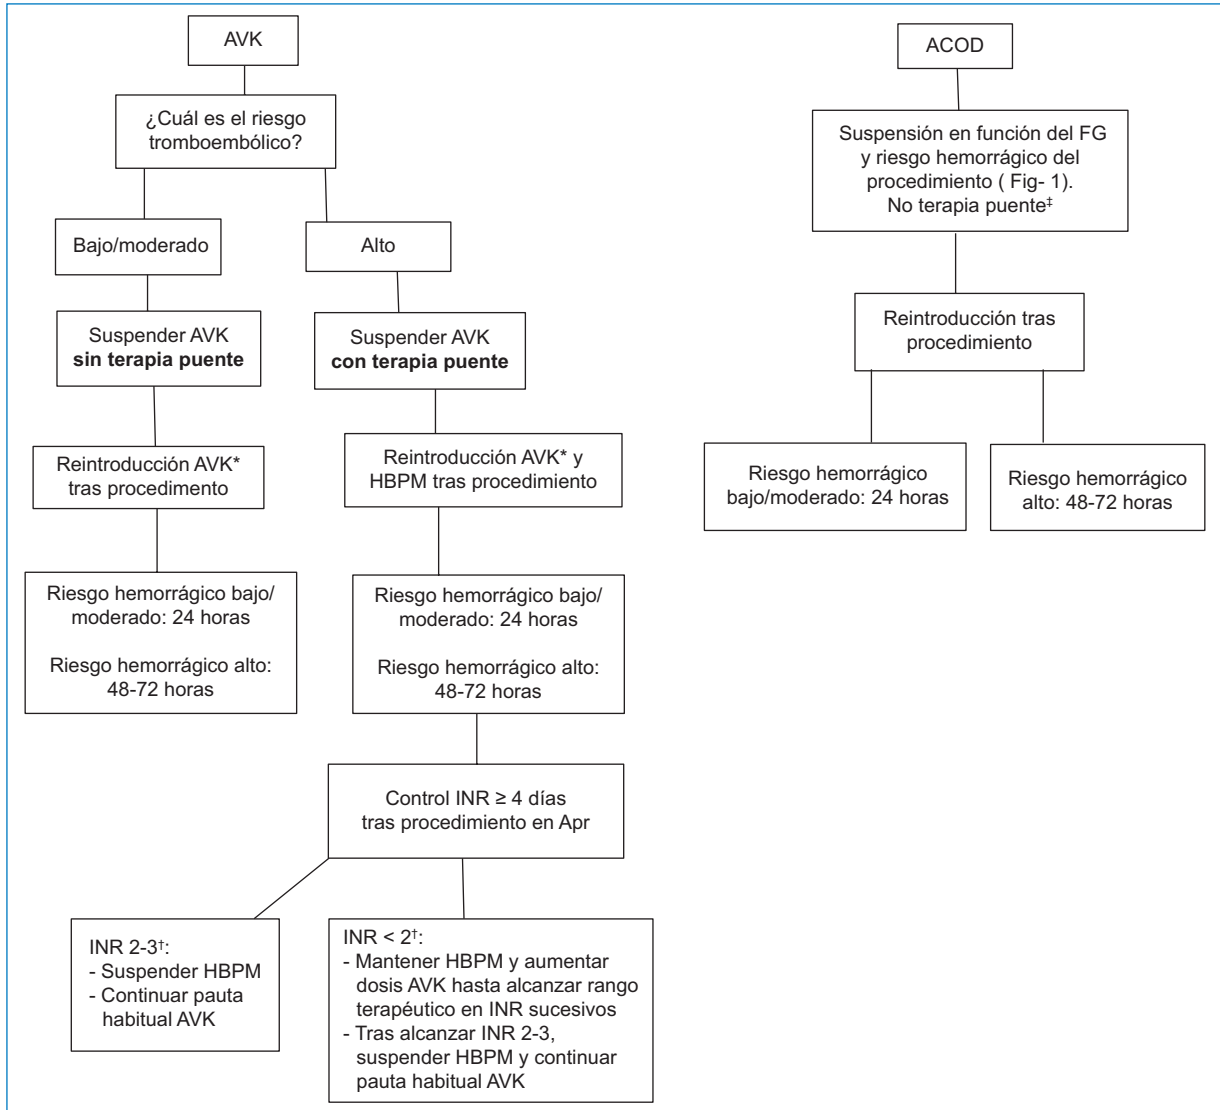 AVK
¿Cuál es el riesgo
tromboembólico?
Bajo/moderado
Alto
Suspender AVK
sin terapia puente
Suspender AVK
con terapia puente
Reintroducción AVK*
tras procedimento
Reintroducción AVK* y
HBPM tras procedimiento
Riesgo hemorrágico bajo/
moderado: 24 horas
Riesgo hemorrágico alto:
48-72 horas
Riesgo hemorrágico bajo/
moderado: 24 horas
Riesgo hemorrágico alto:
48-72 horas
Control INR ≥ 4 días
tras procedimiento en Apr
INR 2-3†:
- Suspender HBPM
- Continuar pauta
habitual AVK
INR < 2†:
- Mantener HBPM y aumentar
dosis AVK hasta alcanzar rango
terapéutico en INR sucesivos
- Tras alcanzar INR 2-3,
suspender HBPM y continuar
pauta habitual AVK
ACOD
Suspensión en función del FG
y riesgo hemorrágico del
procedimiento ( Fig- 1).
No terapia puente‡
Reintroducción tras
procedimiento
Riesgo hemorrágico
bajo/moderado: 24 horas
Riesgo hemorrágico
alto: 48-72 horas